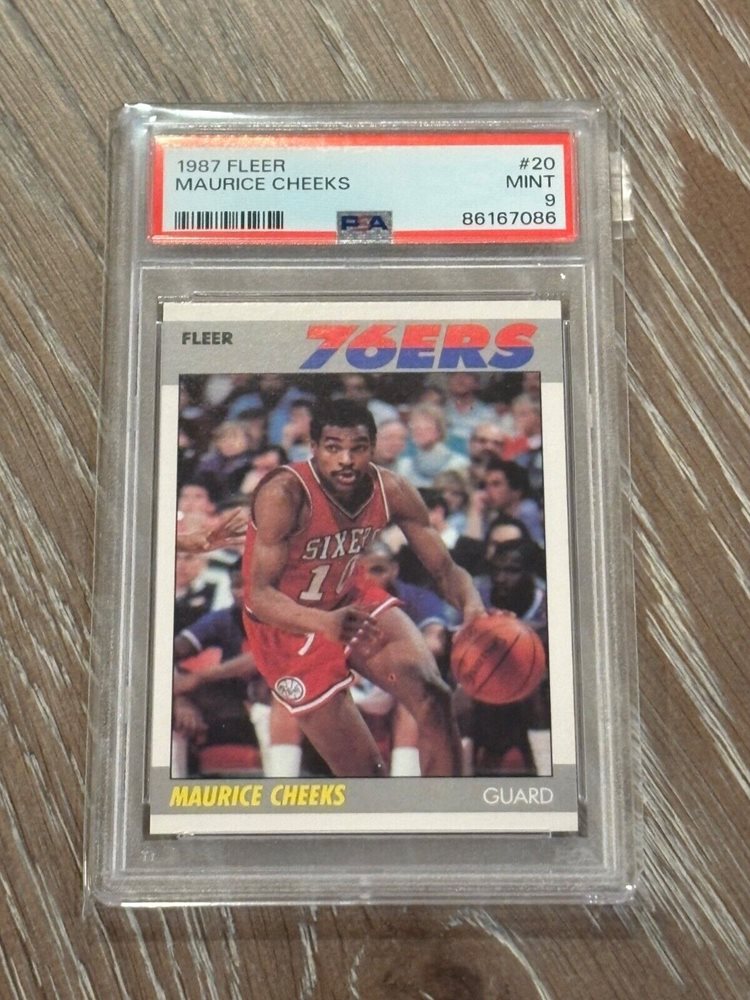 1987 FLEER #20
MAURICE CHEEKS MINT
9
PSA 86167086
FLEER 76ERS
SIXERS
10
MAURICE CHEEKS GUARD